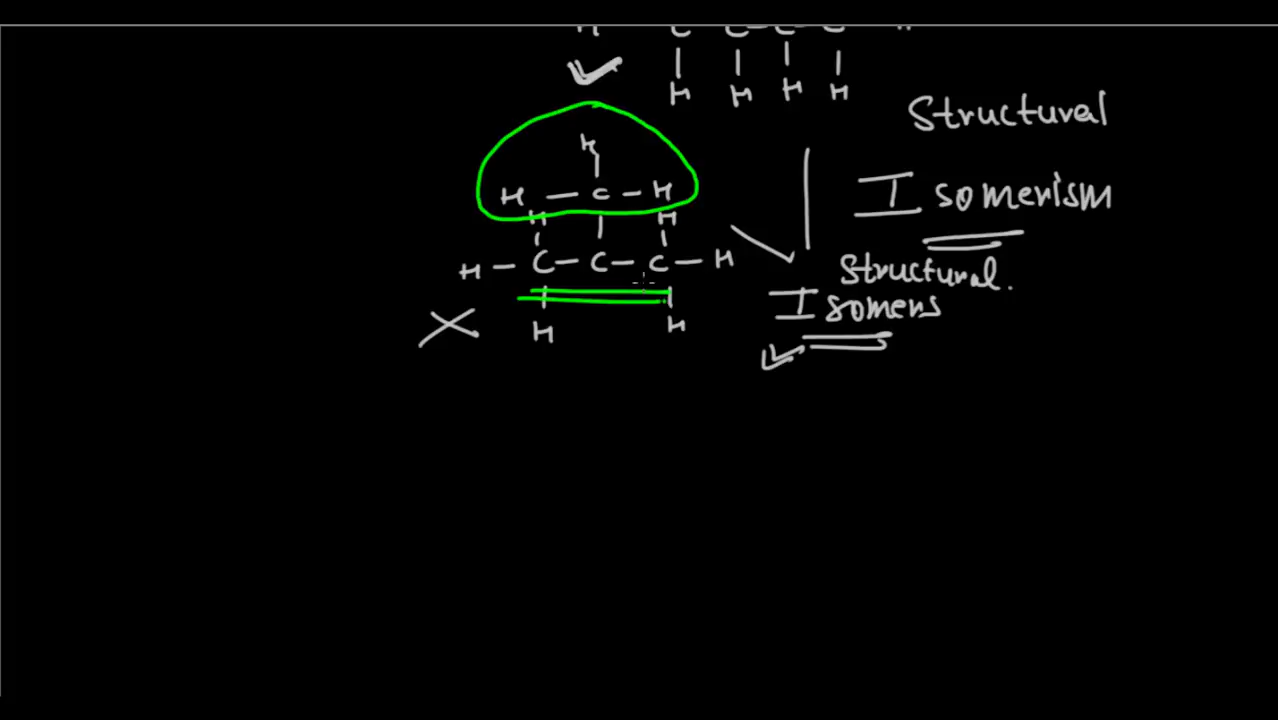 H C C C C H
H H H H
Structural
H
H — C — H
Isomerism
H H
H — C — C — C — H
Structural.
Isomers
H H